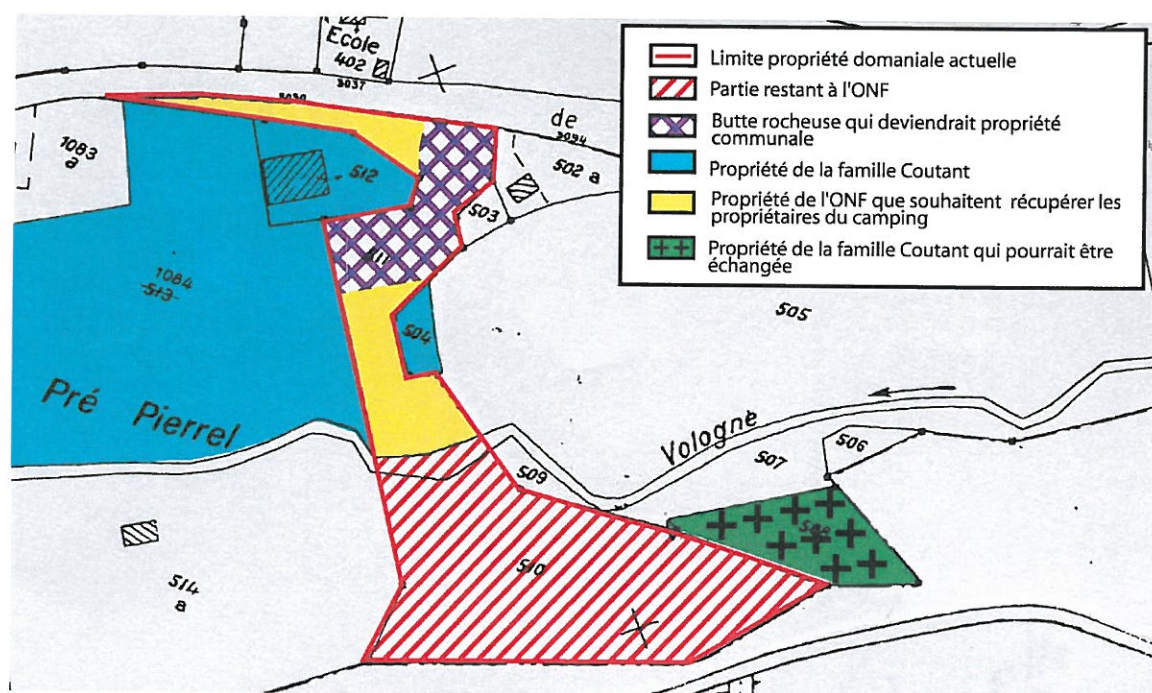 Ecole
402
3037
3030
de
3094
1083
a
512
502 a
503
511
1084
513
504
505
Pré Pierrel
Vologne
506
507
509
508
510
514
a
Limite propriété domaniale actuelle
Partie restant à l'ONF
Butte rocheuse qui deviendrait propriété
communale
Propriété de la famille Coutant
Propriété de l'ONF que souhaitent récupérer les
propriétaires du camping
Propriété de la famille Coutant qui pourrait être
échangée